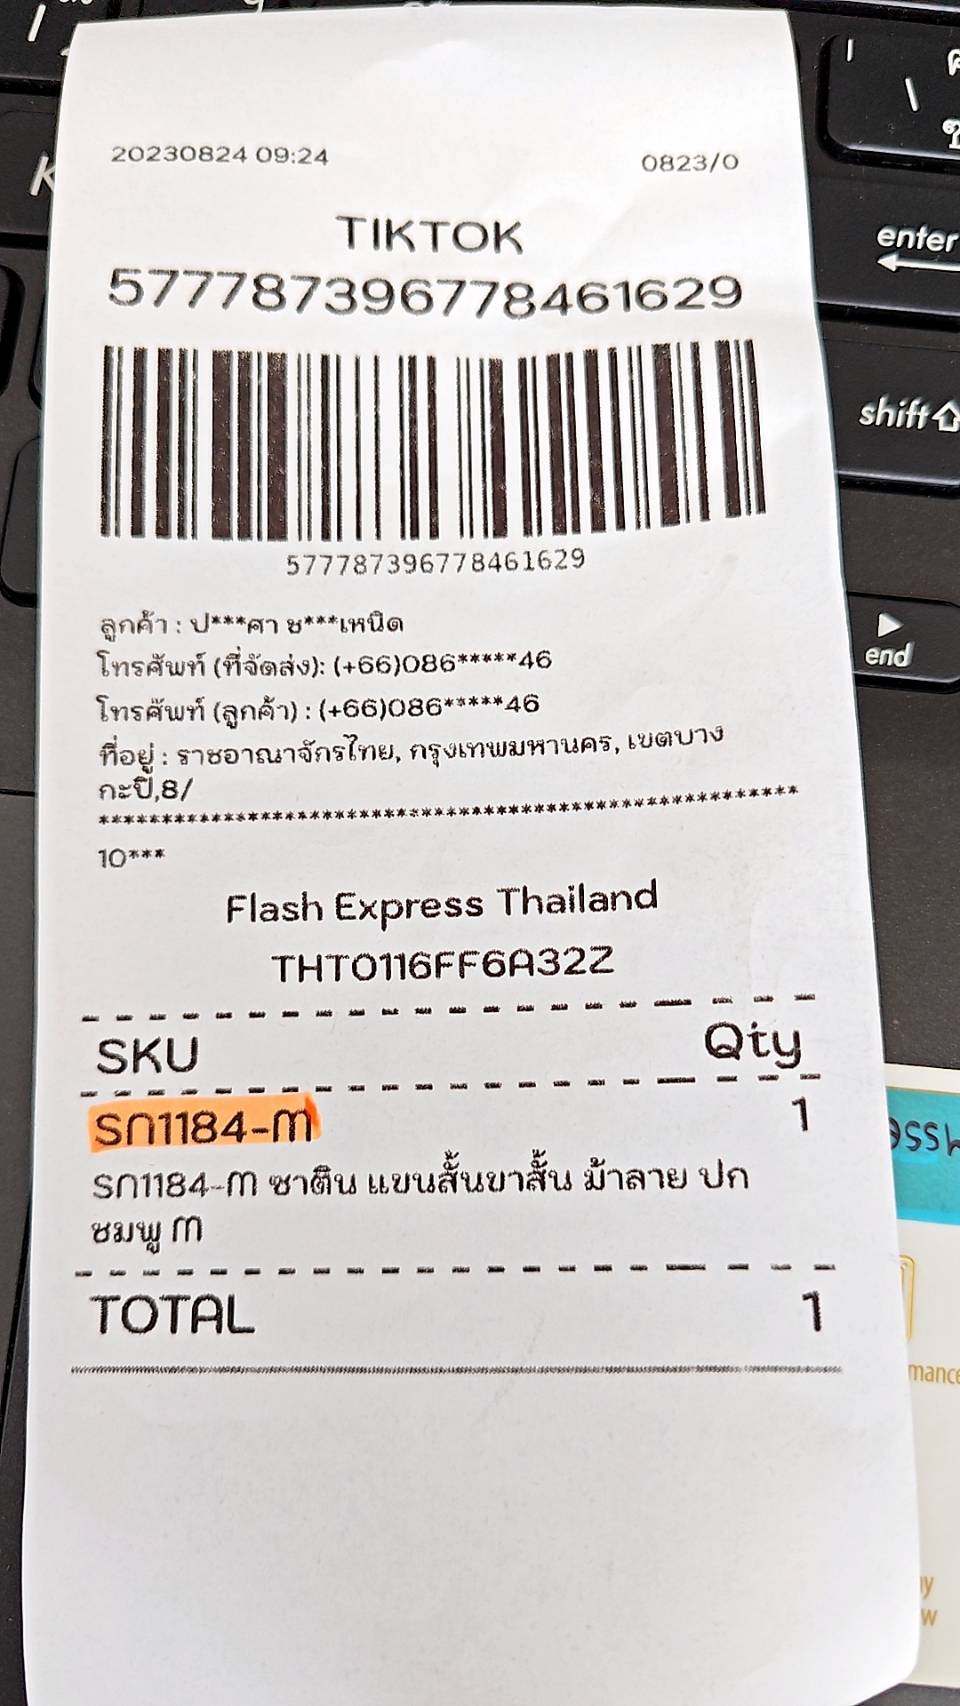 20230824 09:24
0823/0
TIKTOK
577787396778461629
577787396778461629
ลูกค้า : ป***ศา ช***เหนิด
โทรศัพท์ (ที่จัดส่ง): (+66)086*****46
โทรศัพท์ (ลูกค้า) : (+66)086*****46
ที่อยู่ : ราชอาณาจักรไทย, กรุงเทพมหานคร, เขตบาง
กะปิ,8/
*******************************************************
10***
Flash Express Thailand
THT0116FF6A32Z
SKU Qty
SN1184-M 1
SN1184-M ซาติน แขนสั้นขาสั้น ม้าลาย ปก
ชมพู M
TOTAL 1
enter
shift
end
K